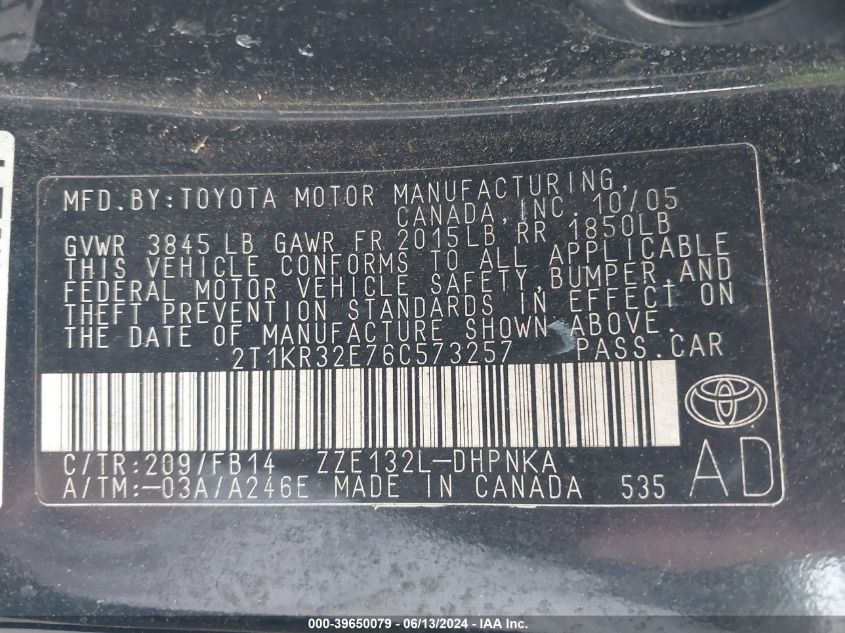 MFD.BY:TOYOTA MOTOR MANUFACTURING,
CANADA,INC. 10/05
GVWR 3845LB GAWR FR 2015LB RR 1850LB
THIS VEHICLE CONFORMS TO ALL APPLICABLE
FEDERAL MOTOR VEHICLE SAFETY,BUMPER,AND
THEFT PREVENTION STANDARDS IN EFFECT ON
THE DATE OF MANUFACTURE SHOWN ABOVE.
2T1KR32E76C573257 PASS.CAR
C/TR:209/FB14 ZZE132L-DHPNKA
A/TM:-03A/A246E MADE IN CANADA 535
AD
000-39650079 - 06/13/2024 - IAA Inc.